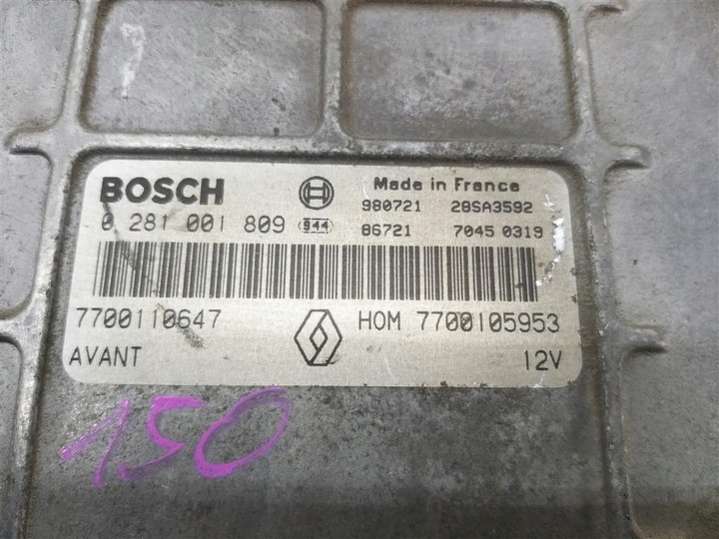 BOSCH Made in France
980721 28SA3592
0 281 001 809 944 86721 7045 0319
7700110647 HOM 7700105953
AVANT 12V
150